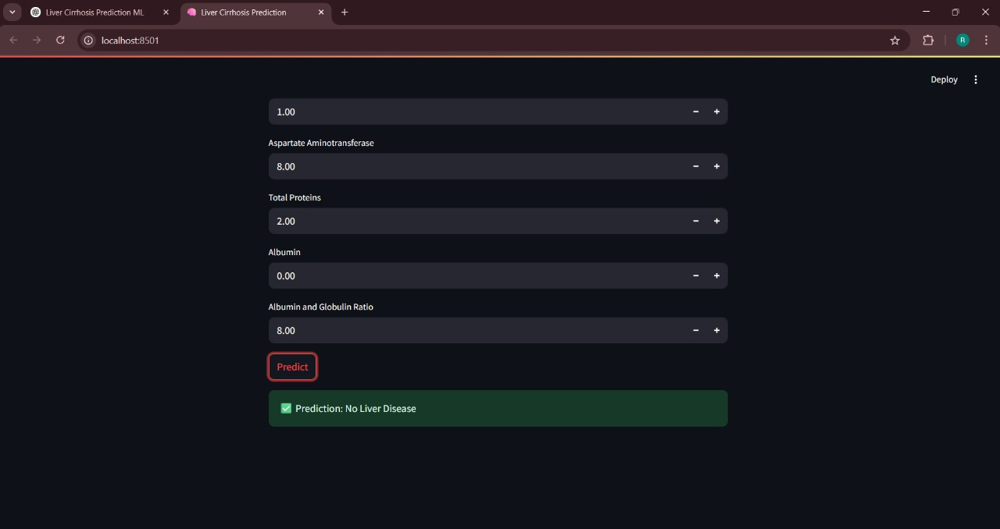 Liver Cirrhosis Prediction ML
Liver Cirrhosis Prediction
localhost:8501
R
Deploy
1.00
Aspartate Aminotransferase
8.00
Total Proteins
2.00
Albumin
0.00
Albumin and Globulin Ratio
8.00
Predict
✅ Prediction: No Liver Disease